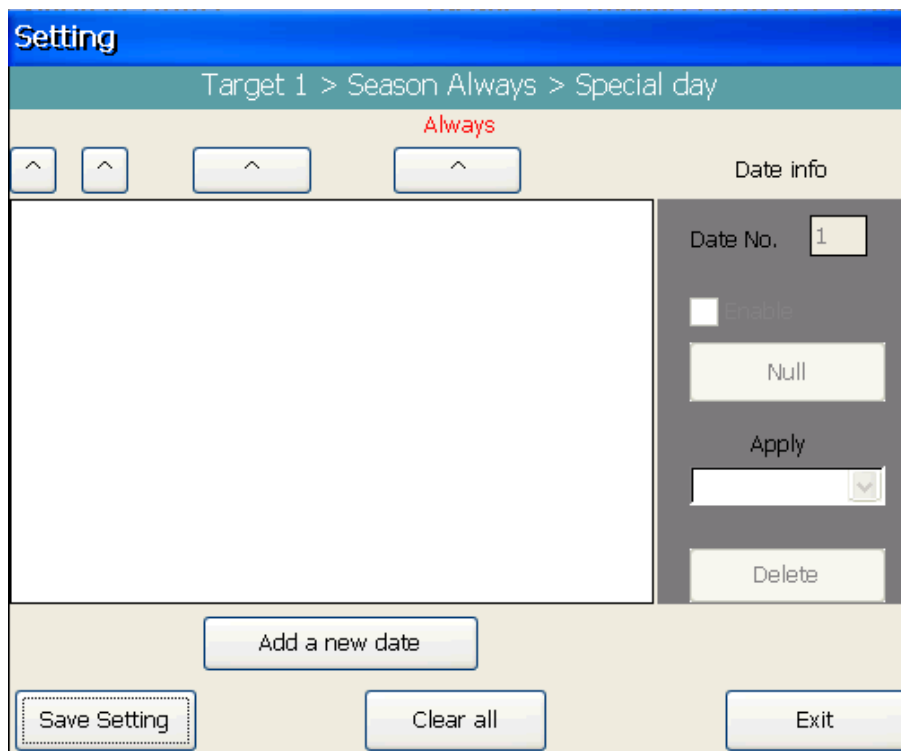 Setting
Target 1 > Season Always > Special day
Always
^ ^ ^ ^ Date info
Date No. 1
Enable
Null
Apply
Delete
Add a new date
Save Setting Clear all Exit